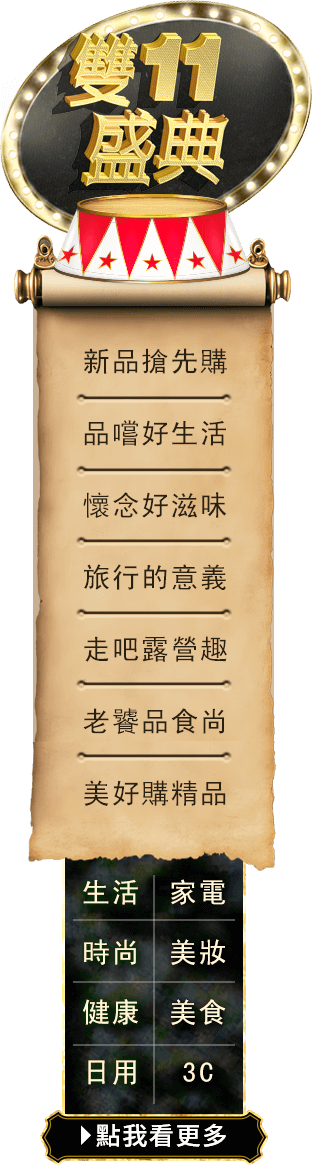 雙11
盛典
新品搶先購
品嚐好生活
懷念好滋味
旅行的意義
走吧露營趣
老饕品食尚
美好購精品
生活 家電
時尚 美妝
健康 美食
日用 3C
點我看更多